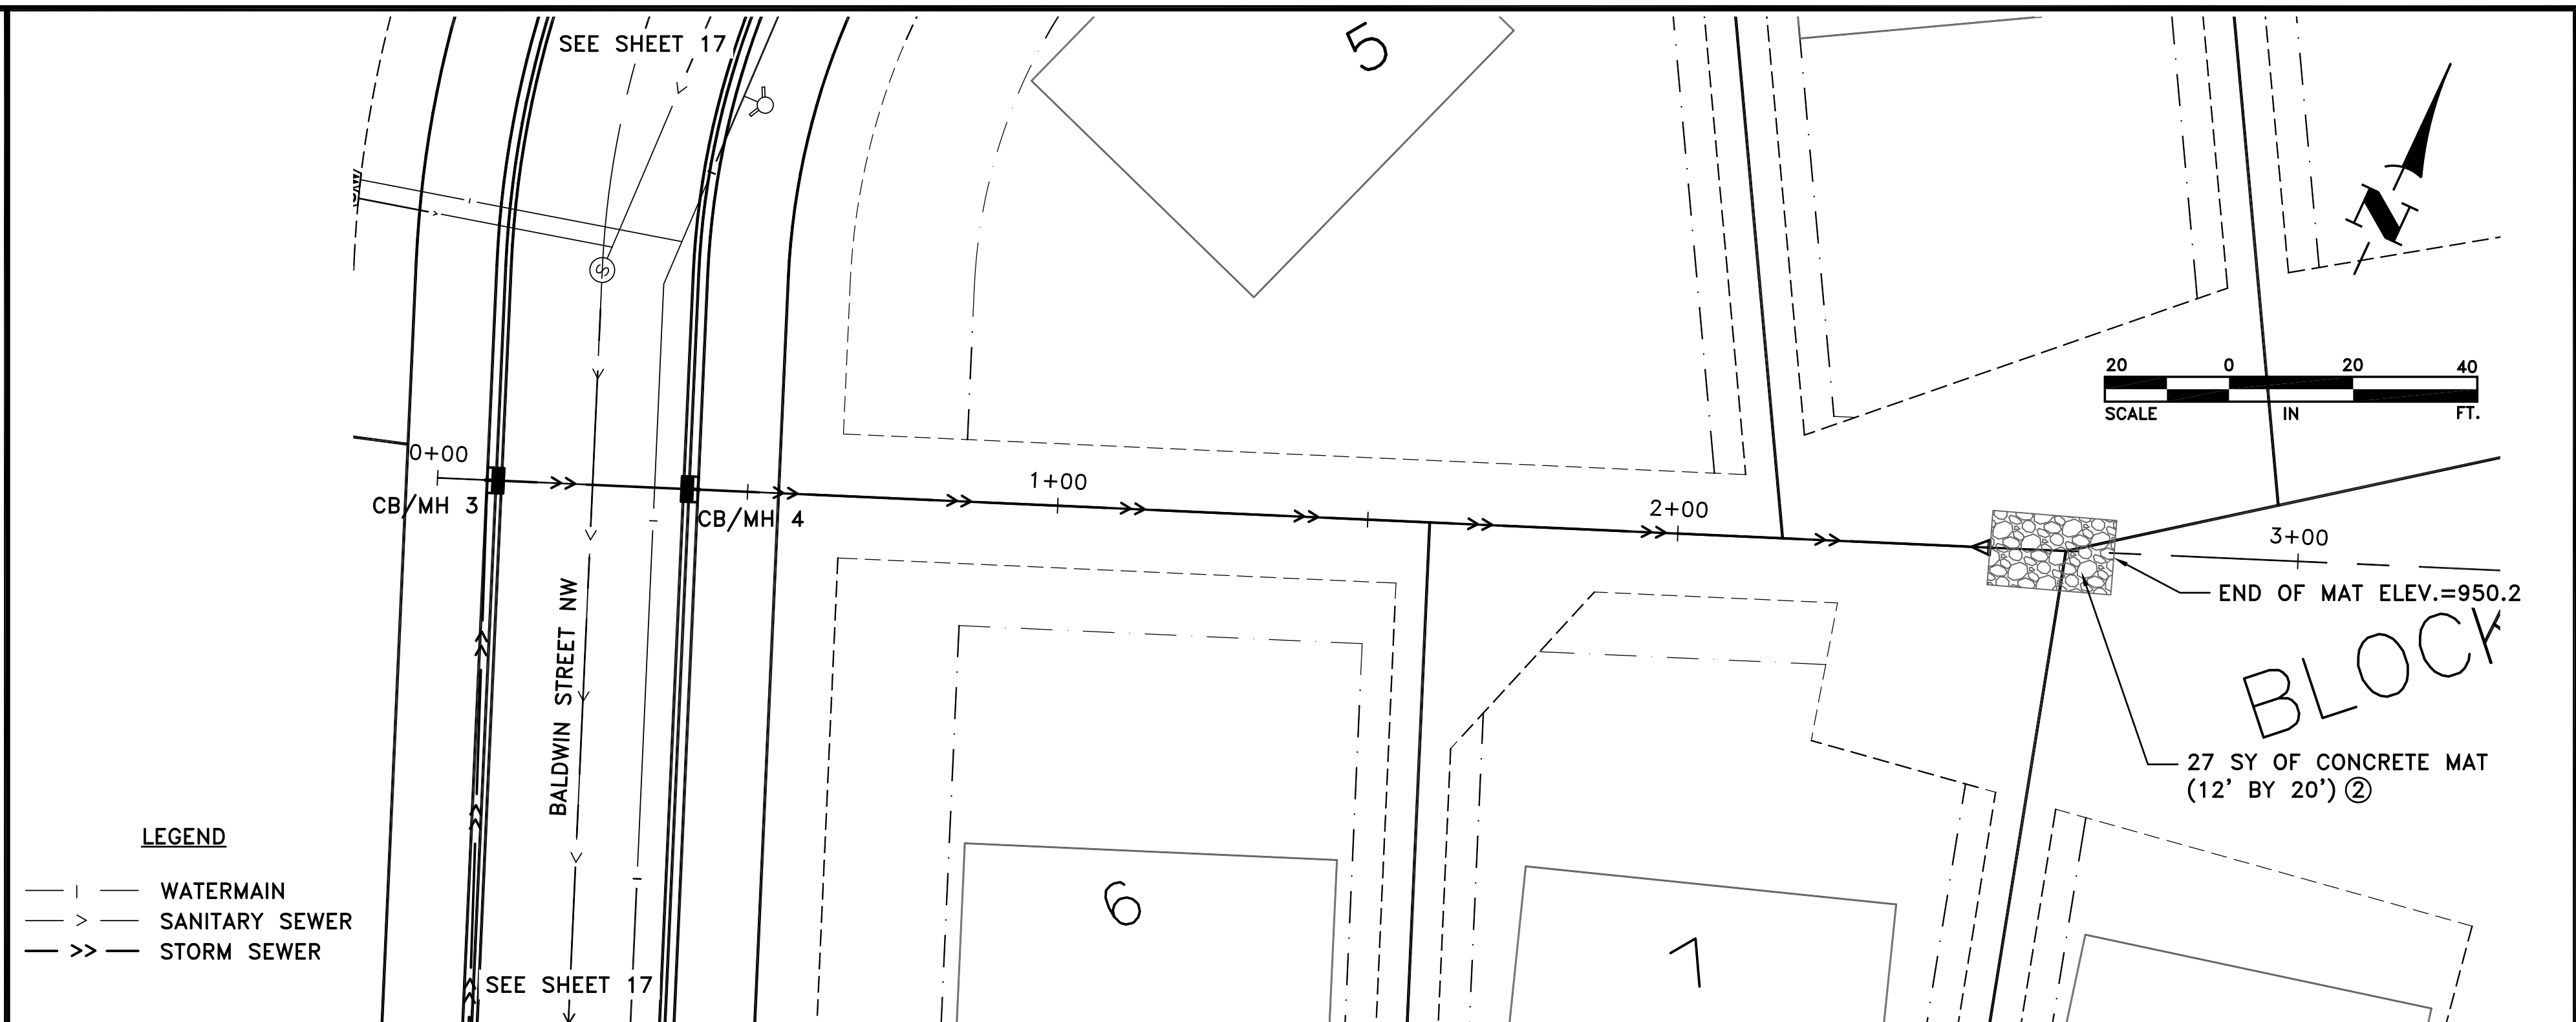 SEE SHEET 17
5
N
20 0 20 40
SCALE IN FT.
0+00
CB/MH 3
CB/MH 4
1+00
2+00
3+00
END OF MAT ELEV.=950.2
BLOCK
27 SY OF CONCRETE MAT
(12' BY 20') ②
BALDWIN STREET NW
S
6
7
LEGEND
WATERMAIN
SANITARY SEWER
STORM SEWER
SEE SHEET 17